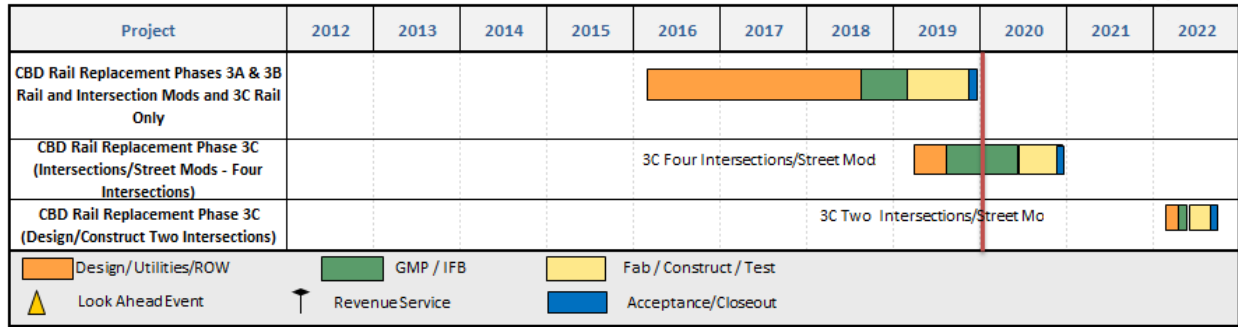 Project 2012 2013 2014 2015 2016 2017 2018 2019 2020 2021 2022
CBD Rail Replacement Phases 3A & 3B
Rail and Intersection Mods and 3C Rail
Only
CBD Rail Replacement Phase 3C
(Intersections/Street Mods - Four
Intersections)
3C Four Intersections/Street Mod
CBD Rail Replacement Phase 3C
(Design/Construct Two Intersections)
3C Two Intersections/Street Mo
Design/Utilities/ROW GMP / IFB Fab / Construct / Test
Look Ahead Event Revenue Service Acceptance/Closeout